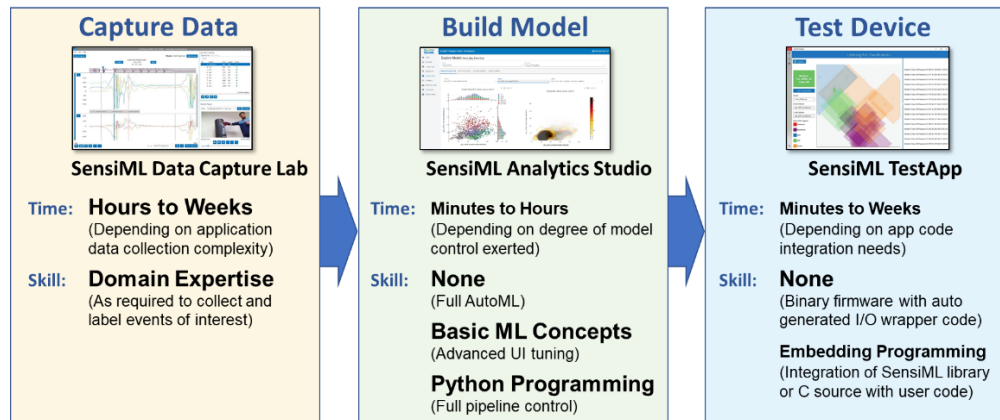 Capture Data
SensiML Data Capture Lab
Time: Hours to Weeks
(Depending on application
data collection complexity)
Skill: Domain Expertise
(As required to collect and
label events of interest)
Build Model
SensiML Analytics Studio
Time: Minutes to Hours
(Depending on degree of model
control exerted)
Skill: None
(Full AutoML)
Basic ML Concepts
(Advanced UI tuning)
Python Programming
(Full pipeline control)
Test Device
SensiML TestApp
Time: Minutes to Weeks
(Depending on app code
integration needs)
Skill: None
(Binary firmware with auto
generated I/O wrapper code)
Embedding Programming
(Integration of SensiML library
or C source with user code)